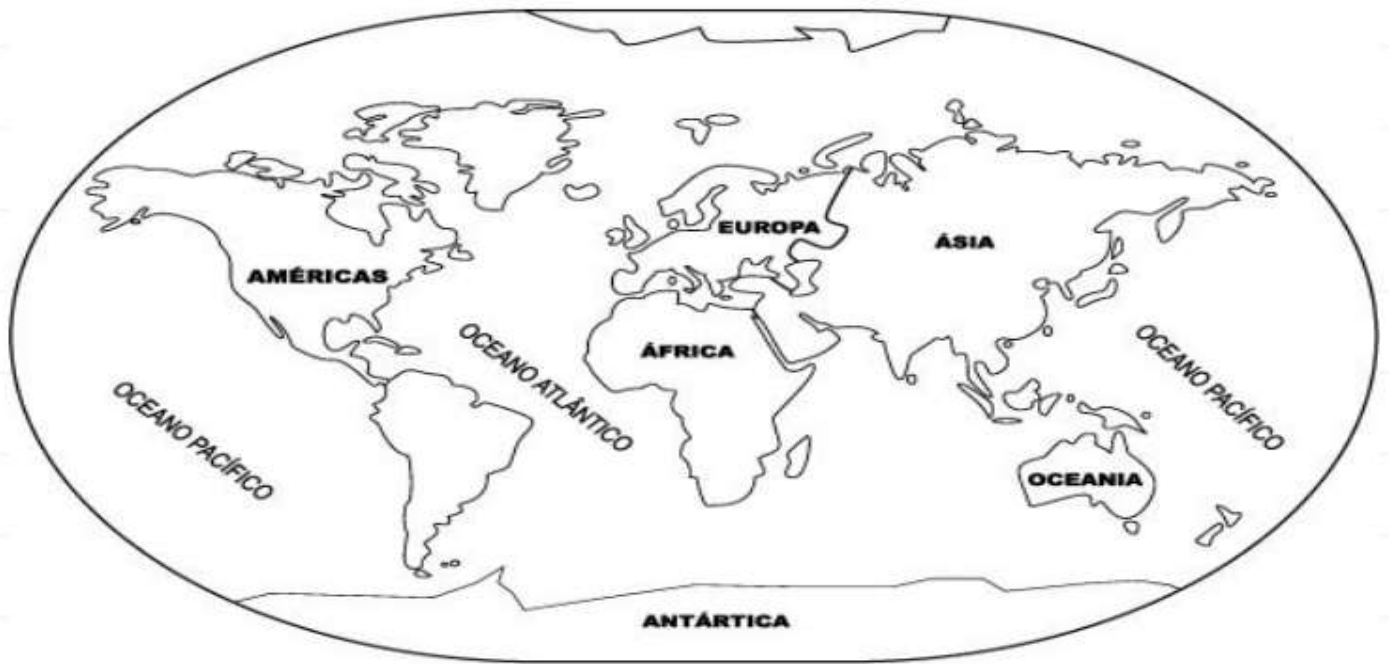 EUROPA
ÁSIA
AMÉRICAS
ÁFRICA
OCEANO ATLÂNTICO
OCEANO PACÍFICO
OCEANO PACÍFICO
OCEANIA
ANTÁRTICA